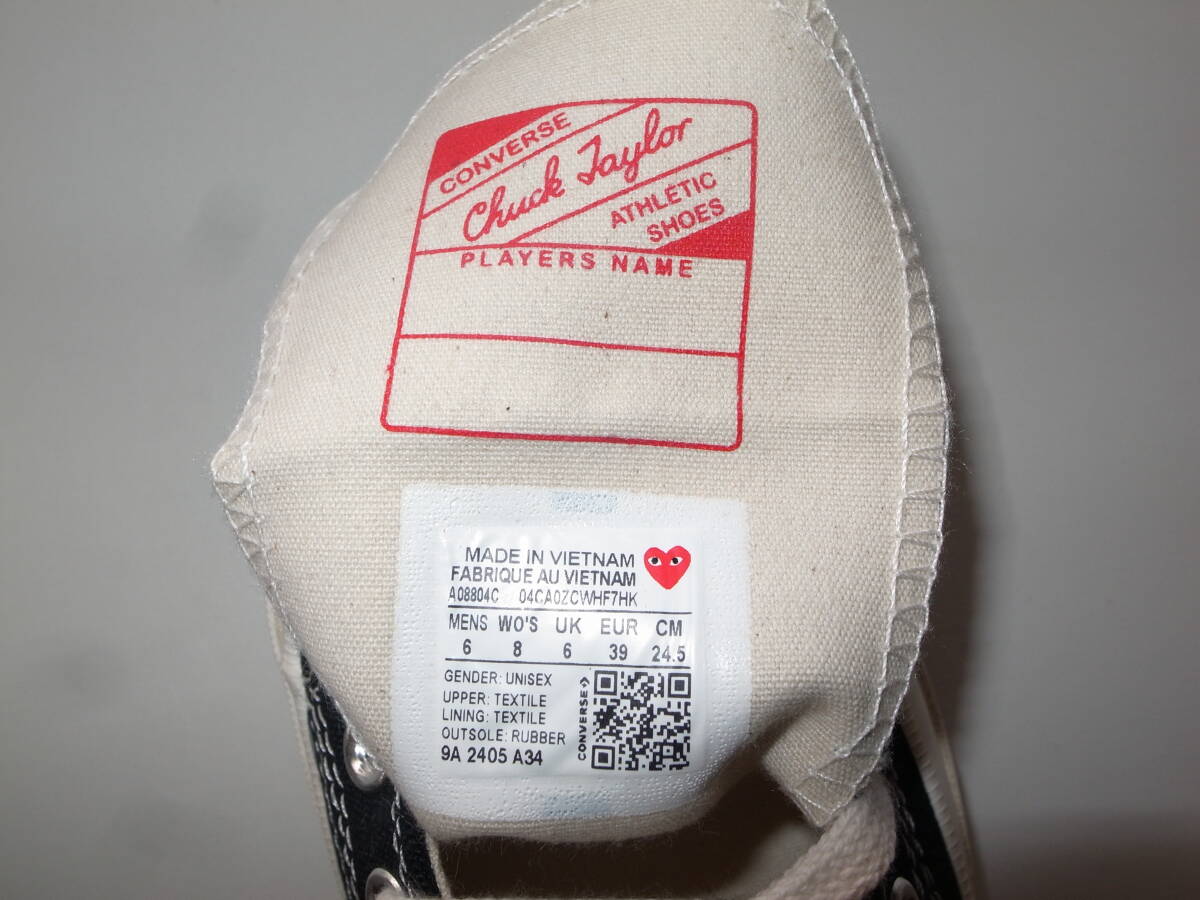 CONVERSE
Chuck Taylor
ATHLETIC
SHOES
PLAYERS NAME
MADE IN VIETNAM
FABRIQUE AU VIETNAM
A08804C 04CA0ZCWHF7HK
MENS WO'S UK EUR CM
6 8 6 39 24.5
GENDER: UNISEX
UPPER: TEXTILE
LINING: TEXTILE
OUTSOLE: RUBBER
9A 2405 A34
CONVERSE